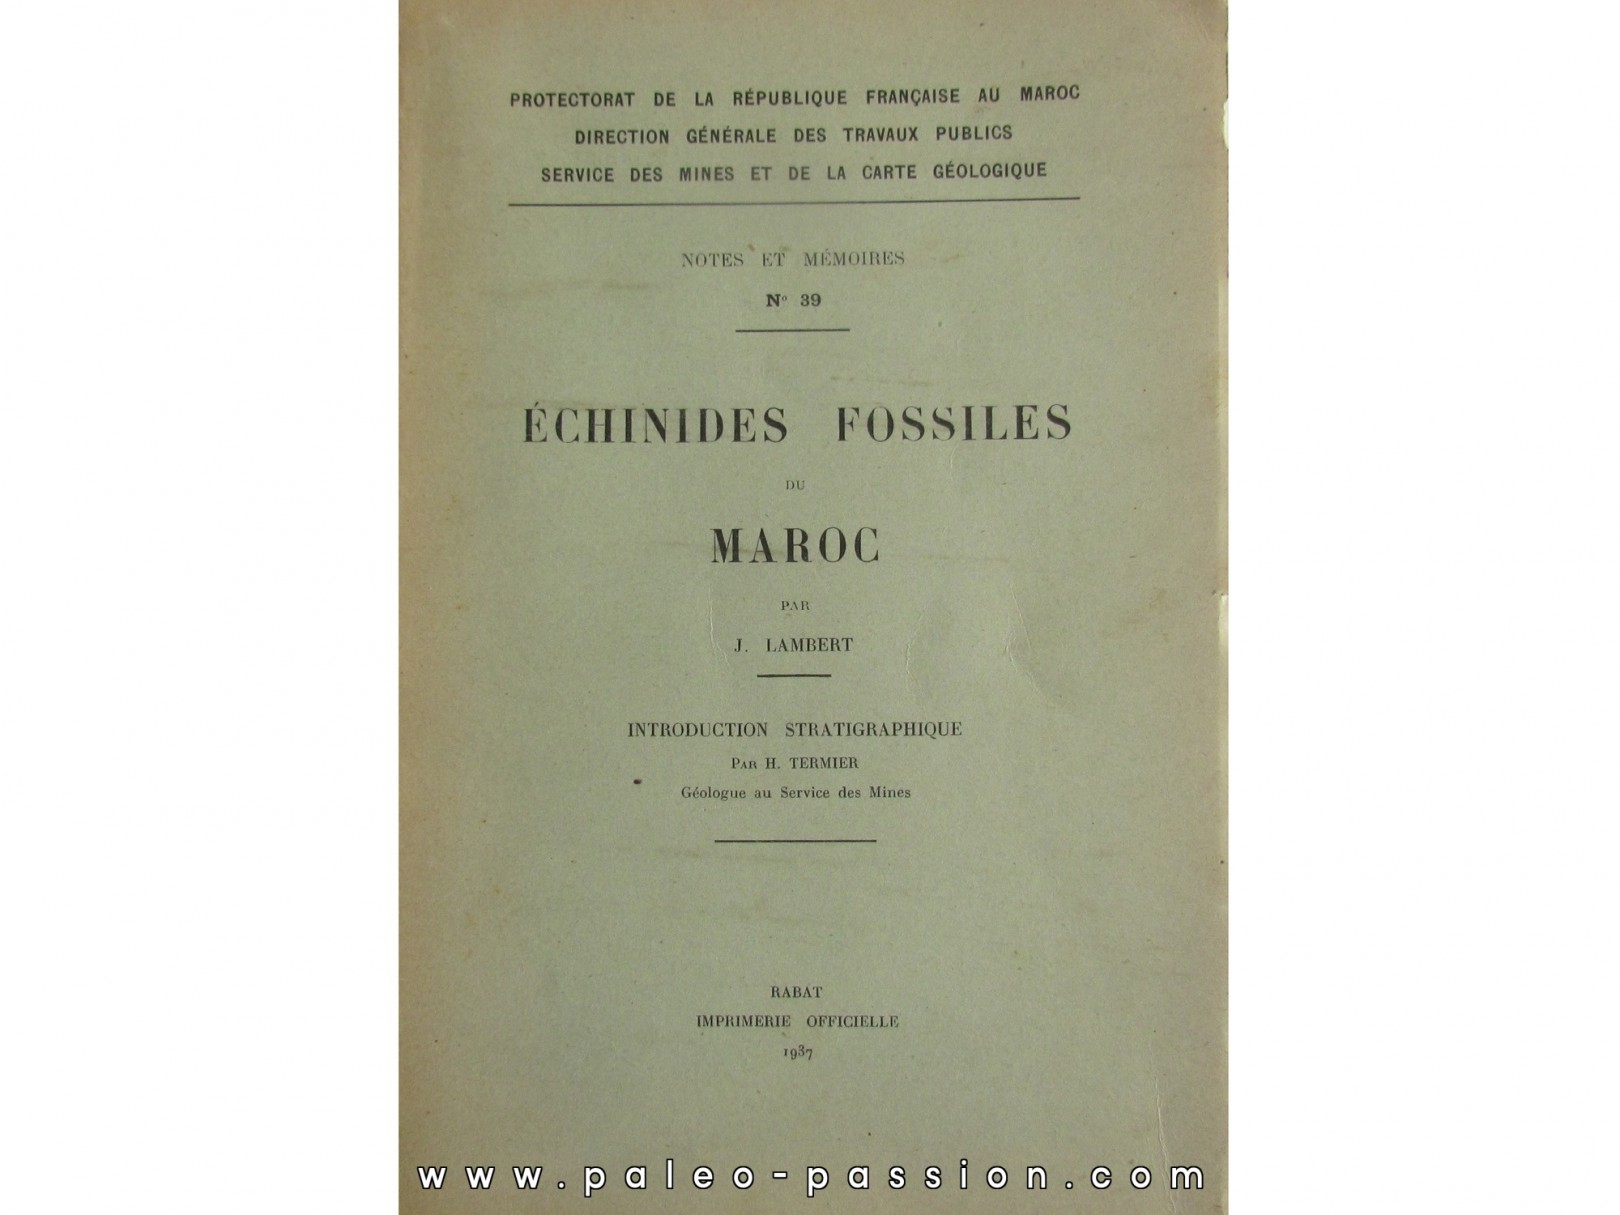 PROTECTORAT DE LA RÉPUBLIQUE FRANÇAISE AU MAROC
DIRECTION GÉNÉRALE DES TRAVAUX PUBLICS
SERVICE DES MINES ET DE LA CARTE GÉOLOGIQUE
NOTES ET MÉMOIRES
N° 39
ÉCHINIDES FOSSILES
DU
MAROC
PAR
J. LAMBERT
INTRODUCTION STRATIGRAPHIQUE
PAR H. TERMIER
Géologue au Service des Mines
RABAT
IMPRIMERIE OFFICIELLE
1937
www.paleo-passion.com